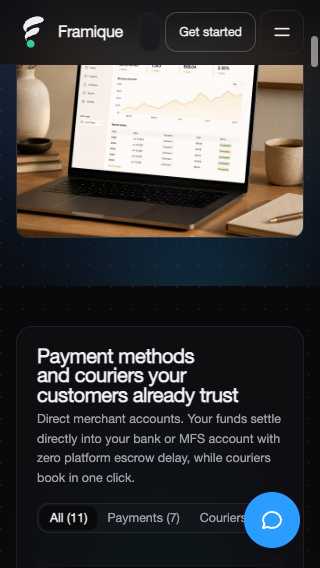 Framique
Get started
Payment methods
and couriers your
customers already trust
Direct merchant accounts. Your funds settle
directly into your bank or MFS account with
zero platform escrow delay, while couriers
book in one click.
All (11)
Payments (7)
Couriers